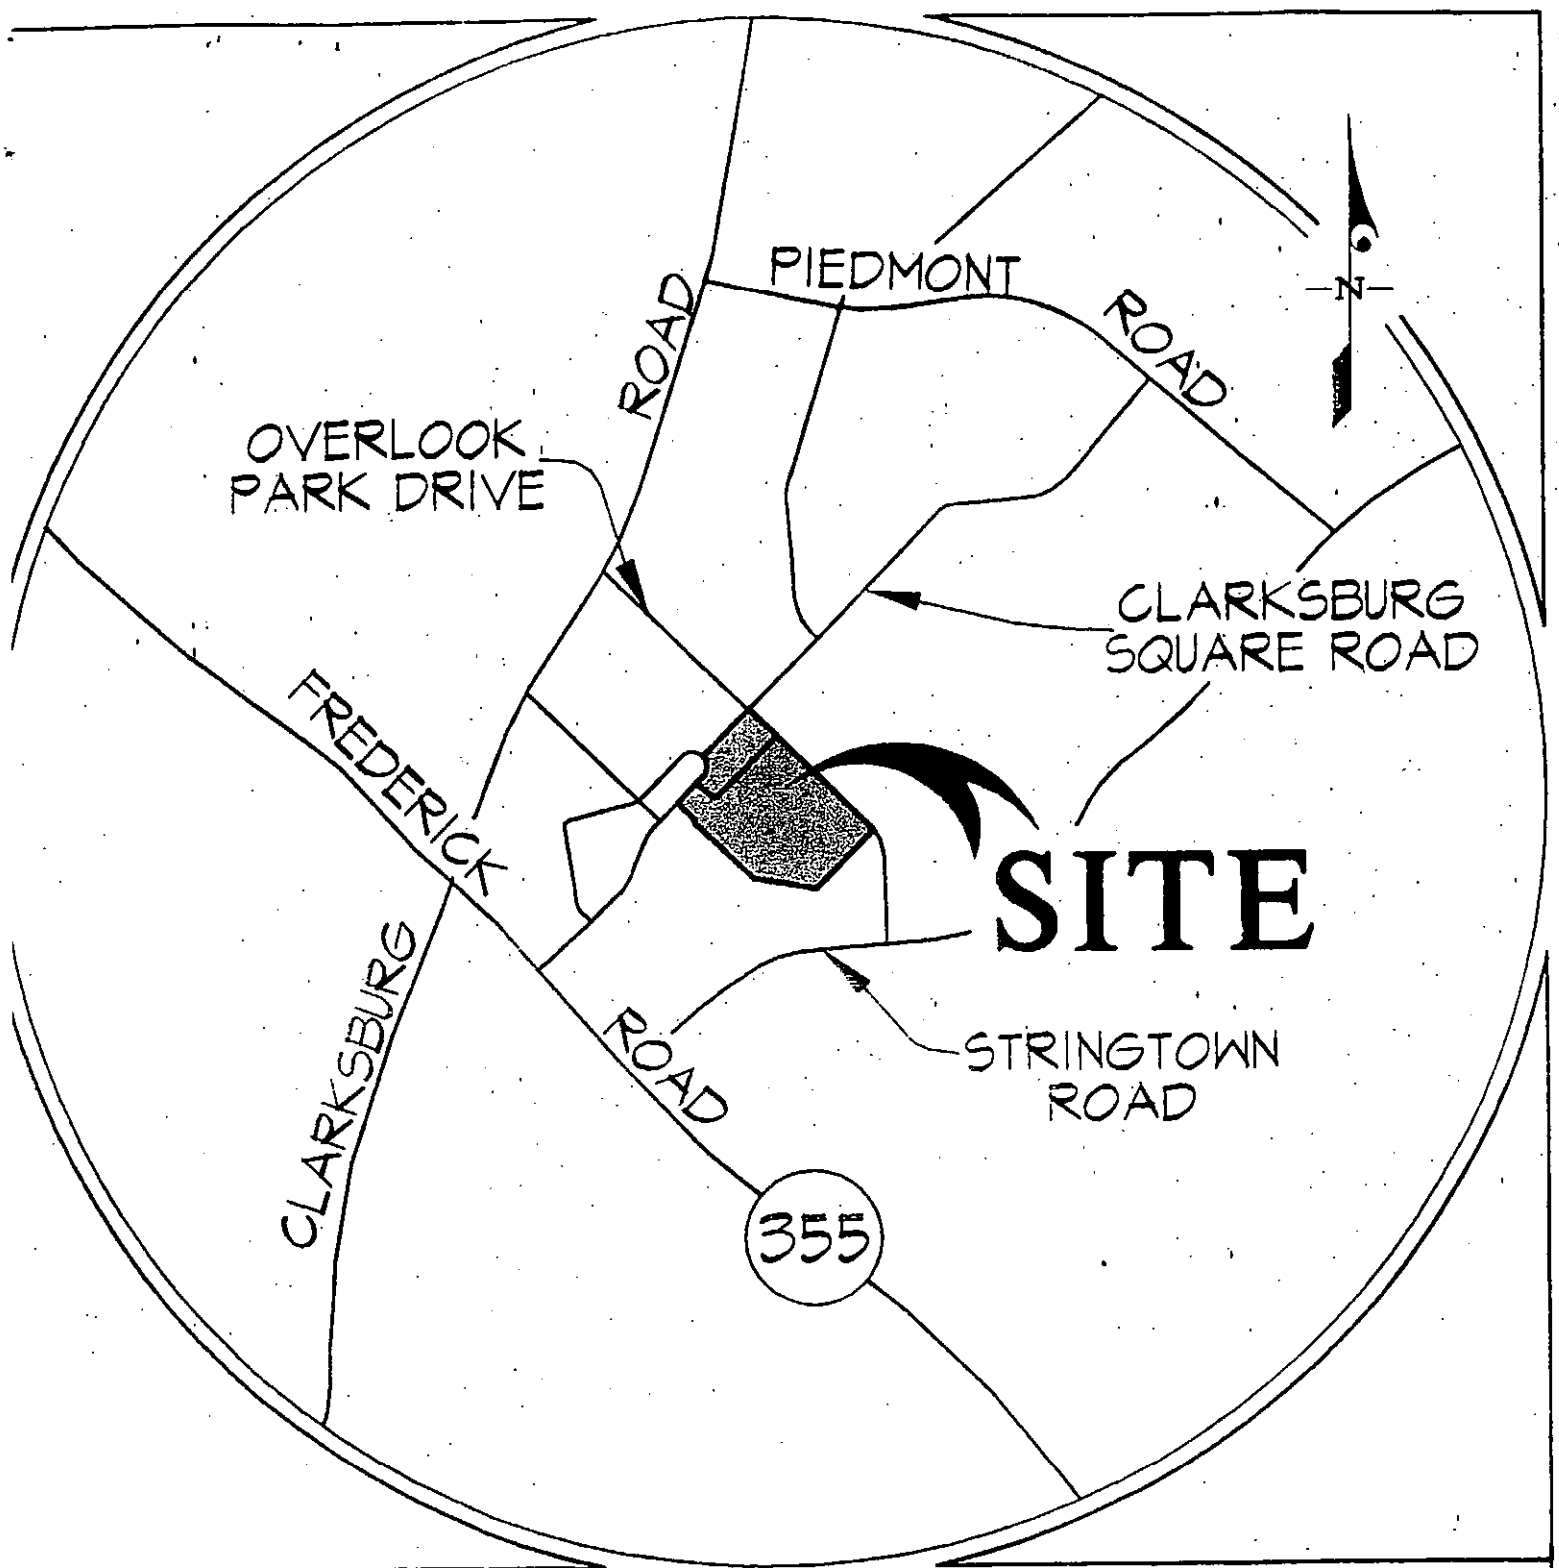 PIEDMONT
ROAD
N
ROAD
OVERLOOK
PARK DRIVE
CLARKSBURG
SQUARE ROAD
FREDERICK
SITE
CLARKSBURG
ROAD
STRINGTOWN
ROAD
355